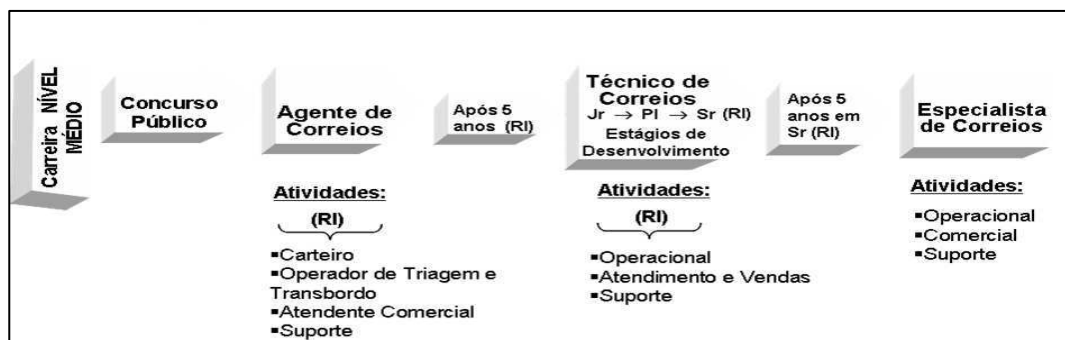 Carreira NÍVEL
MÉDIO
Concurso
Público
Agente de
Correios
Após 5
anos (RI)
Técnico de
Correios
Jr → Pl → Sr (RI)
Estágios de
Desenvolvimento
Após 5
anos em
Sr (RI)
Especialista
de Correios
Atividades:
(RI)
▪Carteiro
▪Operador de Triagem e
Transbordo
▪Atendente Comercial
▪Suporte
Atividades:
(RI)
▪Operacional
▪Atendimento e Vendas
▪Suporte
Atividades:
▪Operacional
▪Comercial
▪Suporte